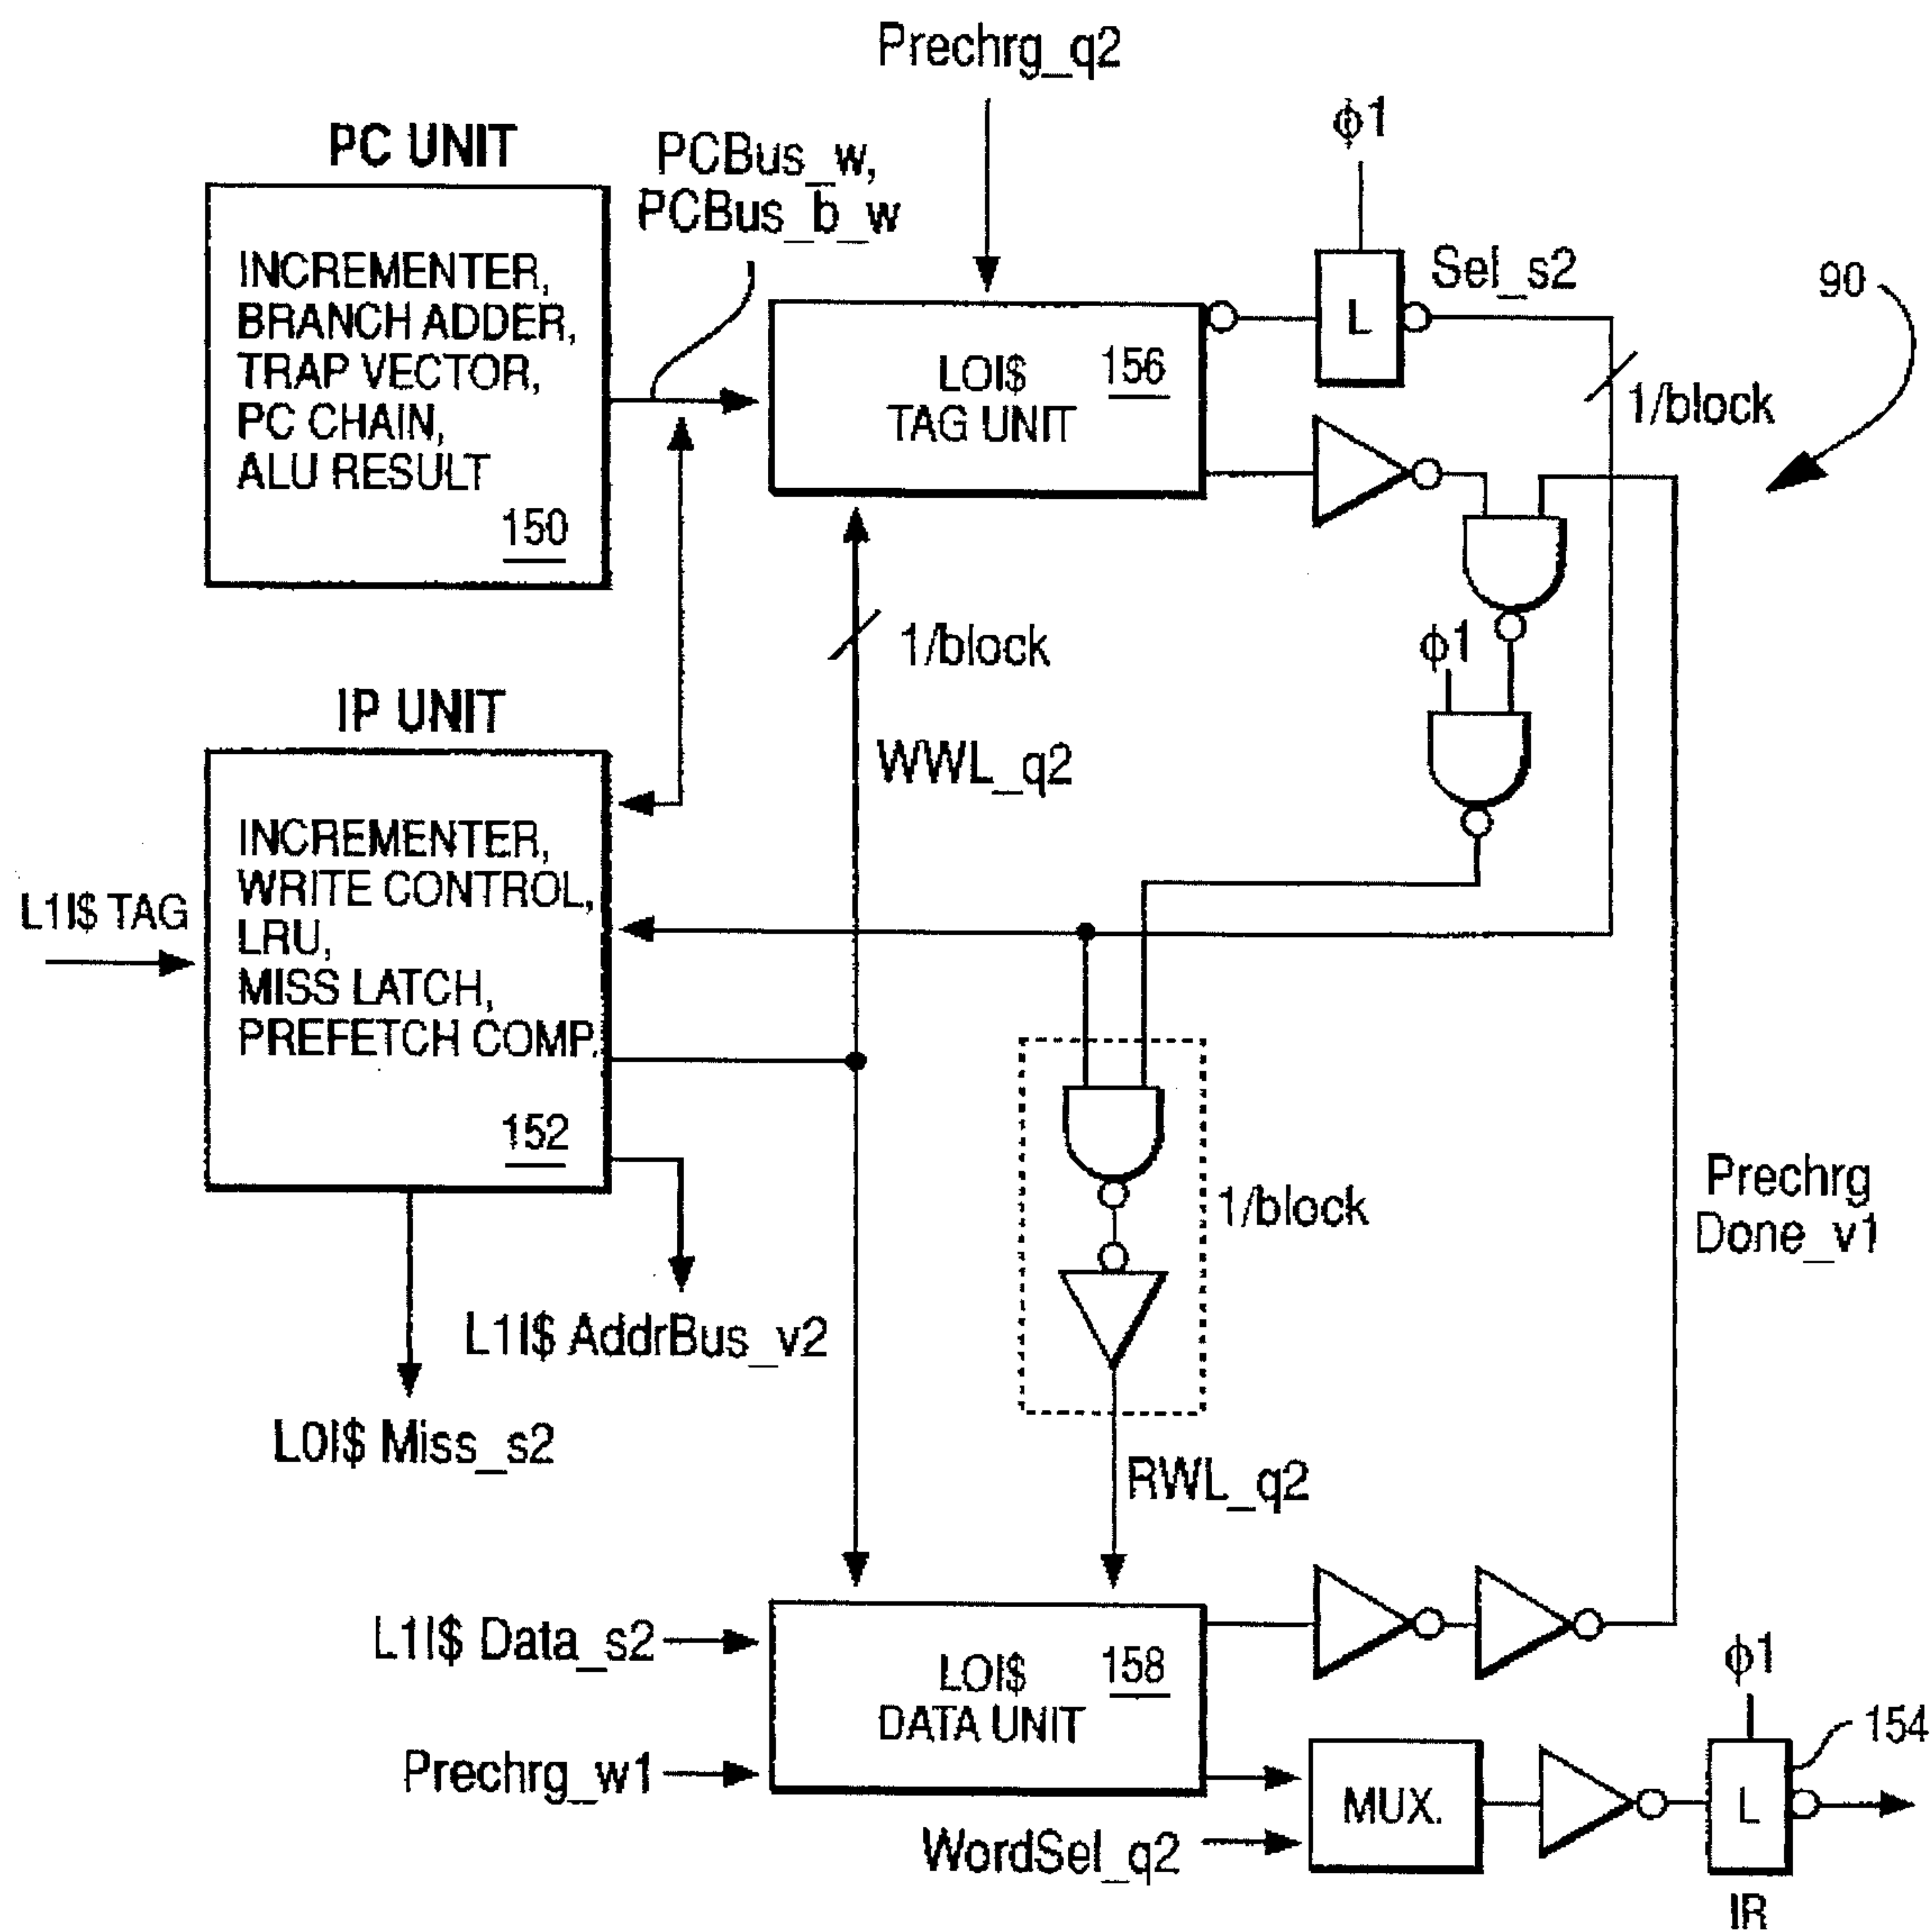 Prechrg_q2
ϕ1
PC UNIT
PCBus_w,
PCBus_b_w
INCREMENTER,
BRANCH ADDER,
TRAP VECTOR,
PC CHAIN,
ALU RESULT
150
LOI$
TAG UNIT
156
L
Sel_s2
90
1/block
1/block
ϕ1
WWL_q2
IP UNIT
INCREMENTER,
WRITE CONTROL,
LRU,
MISS LATCH,
PREFETCH COMP.
152
L1I$ TAG
1/block
Prechrg
Done_v1
L1I$ AddrBus_v2
L0I$ Miss_s2
RWL_q2
L1I$ Data_s2
LOI$
DATA UNIT
158
Prechrg_w1
ϕ1
154
MUX.
L
WordSel_q2
IR